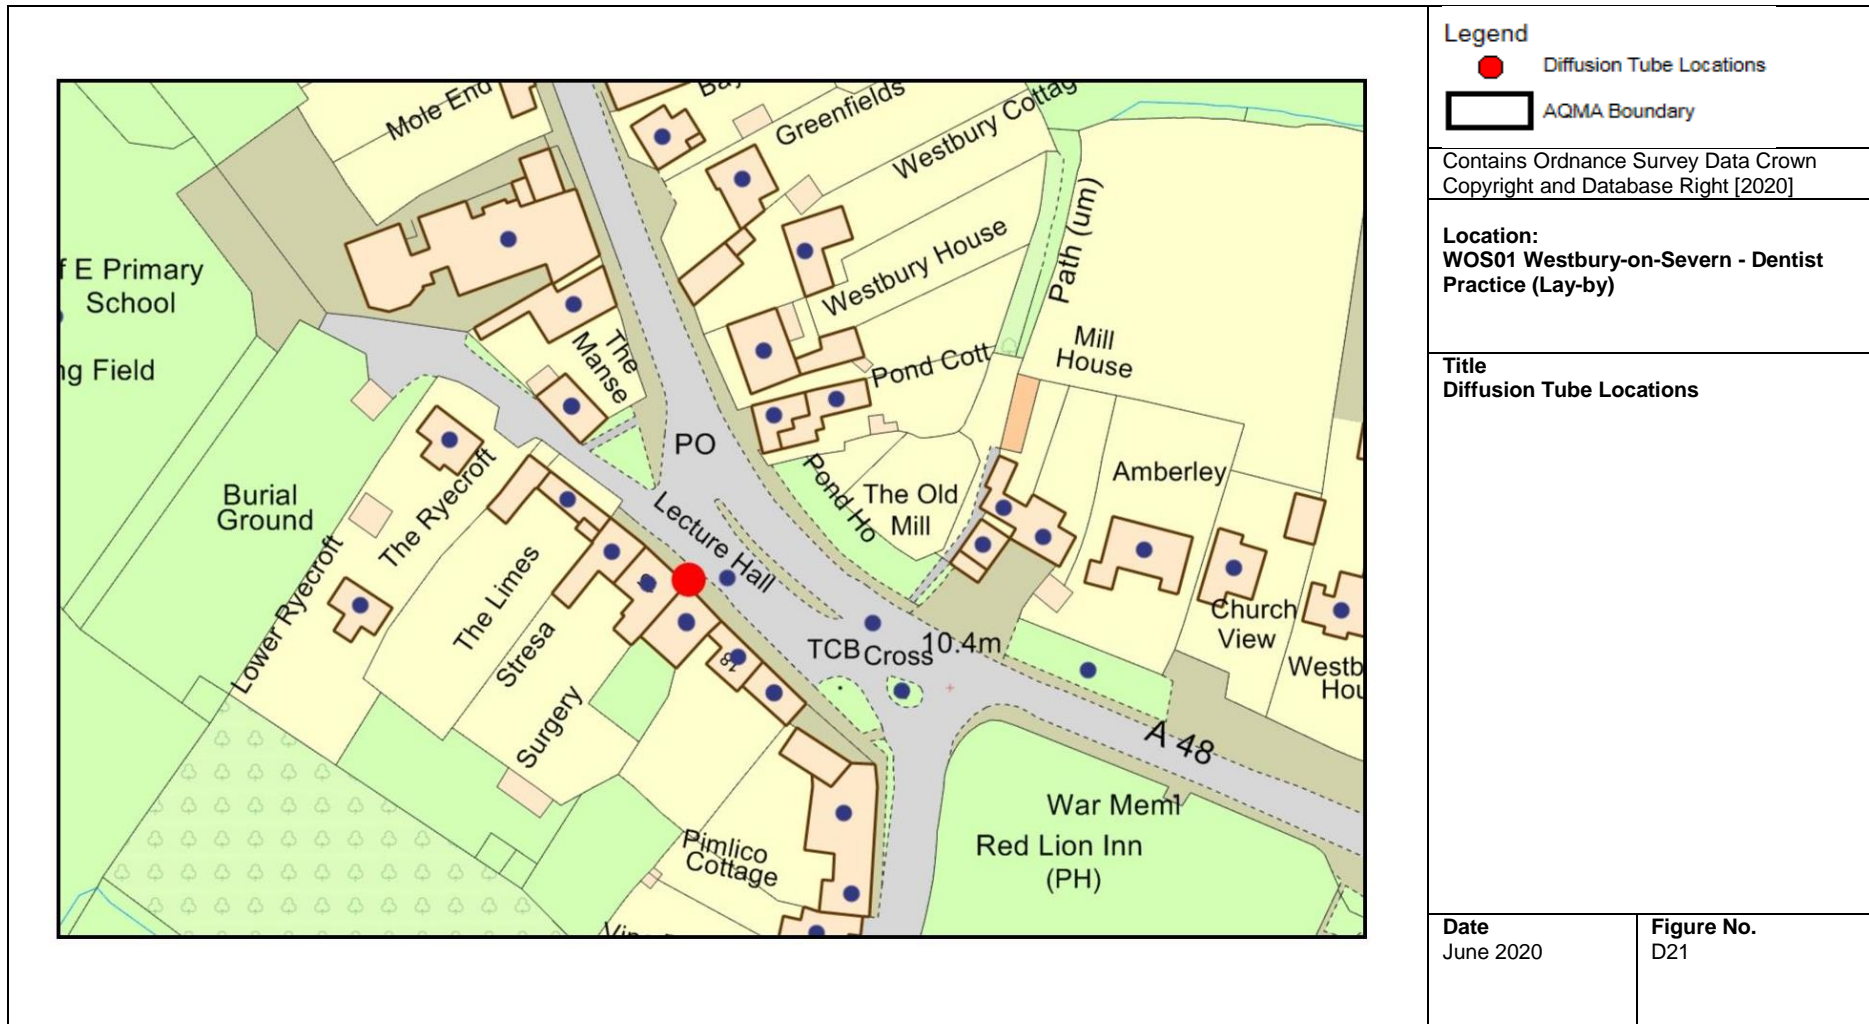 Mole End
Bay
Greenfields
Westbury Cottag
f E Primary
School
Westbury House
Path (um)
ng Field
The
Manse
Mill
House
Pond Cott
PO
Burial
Ground
The Ryecroft
Lecture Hall
Pond Ho
The Old
Mill
Amberley
Lower Ryecroft
The Limes
Stresa
Surgery
18
TCB
Cross
10.4m
Church
View
Westb
Hou
A 48
War Meml
Red Lion Inn
(PH)
Pimlico
Cottage
Legend
Diffusion Tube Locations
AQMA Boundary
Contains Ordnance Survey Data Crown
Copyright and Database Right [2020]
Location:
WOS01 Westbury-on-Severn - Dentist
Practice (Lay-by)
Title
Diffusion Tube Locations
Date
June 2020
Figure No.
D21